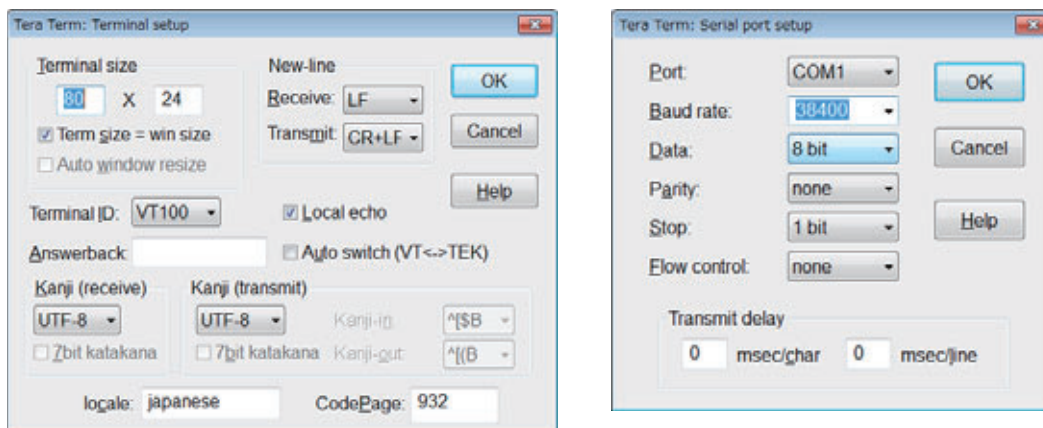 Tera Term: Terminal setup
Terminal size
80 X 24
Term size = win size
Auto window resize
New-line
Receive: LF
Transmit: CR+LF
OK
Cancel
Help
Terminal ID: VT100
Local echo
Answerback:
Auto switch (VT<->TEK)
Kanji (receive)
UTF-8
7bit katakana
Kanji (transmit)
UTF-8
7bit katakana
Kanji-in: ^[$B
Kanji-out: ^[(B
locale: japanese
CodePage: 932
Tera Term: Serial port setup
Port: COM1
Baud rate: 38400
Data: 8 bit
Parity: none
Stop: 1 bit
Flow control: none
OK
Cancel
Help
Transmit delay
0 msec/char 0 msec/line